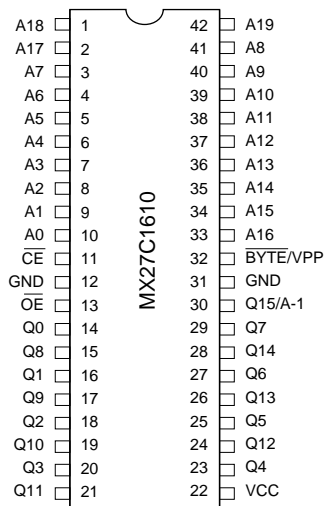 A18 1 42 A19
A17 2 41 A8
A7 3 40 A9
A6 4 39 A10
A5 5 38 A11
A4 6 37 A12
A3 7 36 A13
A2 8 35 A14
A1 9 34 A15
A0 10 33 A16
C̅E̅ 11 32 B̅Y̅T̅E̅/VPP
GND 12 31 GND
O̅E̅ 13 30 Q15/A-1
Q0 14 29 Q7
Q8 15 28 Q14
Q1 16 27 Q6
Q9 17 26 Q13
Q2 18 25 Q5
Q10 19 24 Q12
Q3 20 23 Q4
Q11 21 22 VCC
MX27C1610